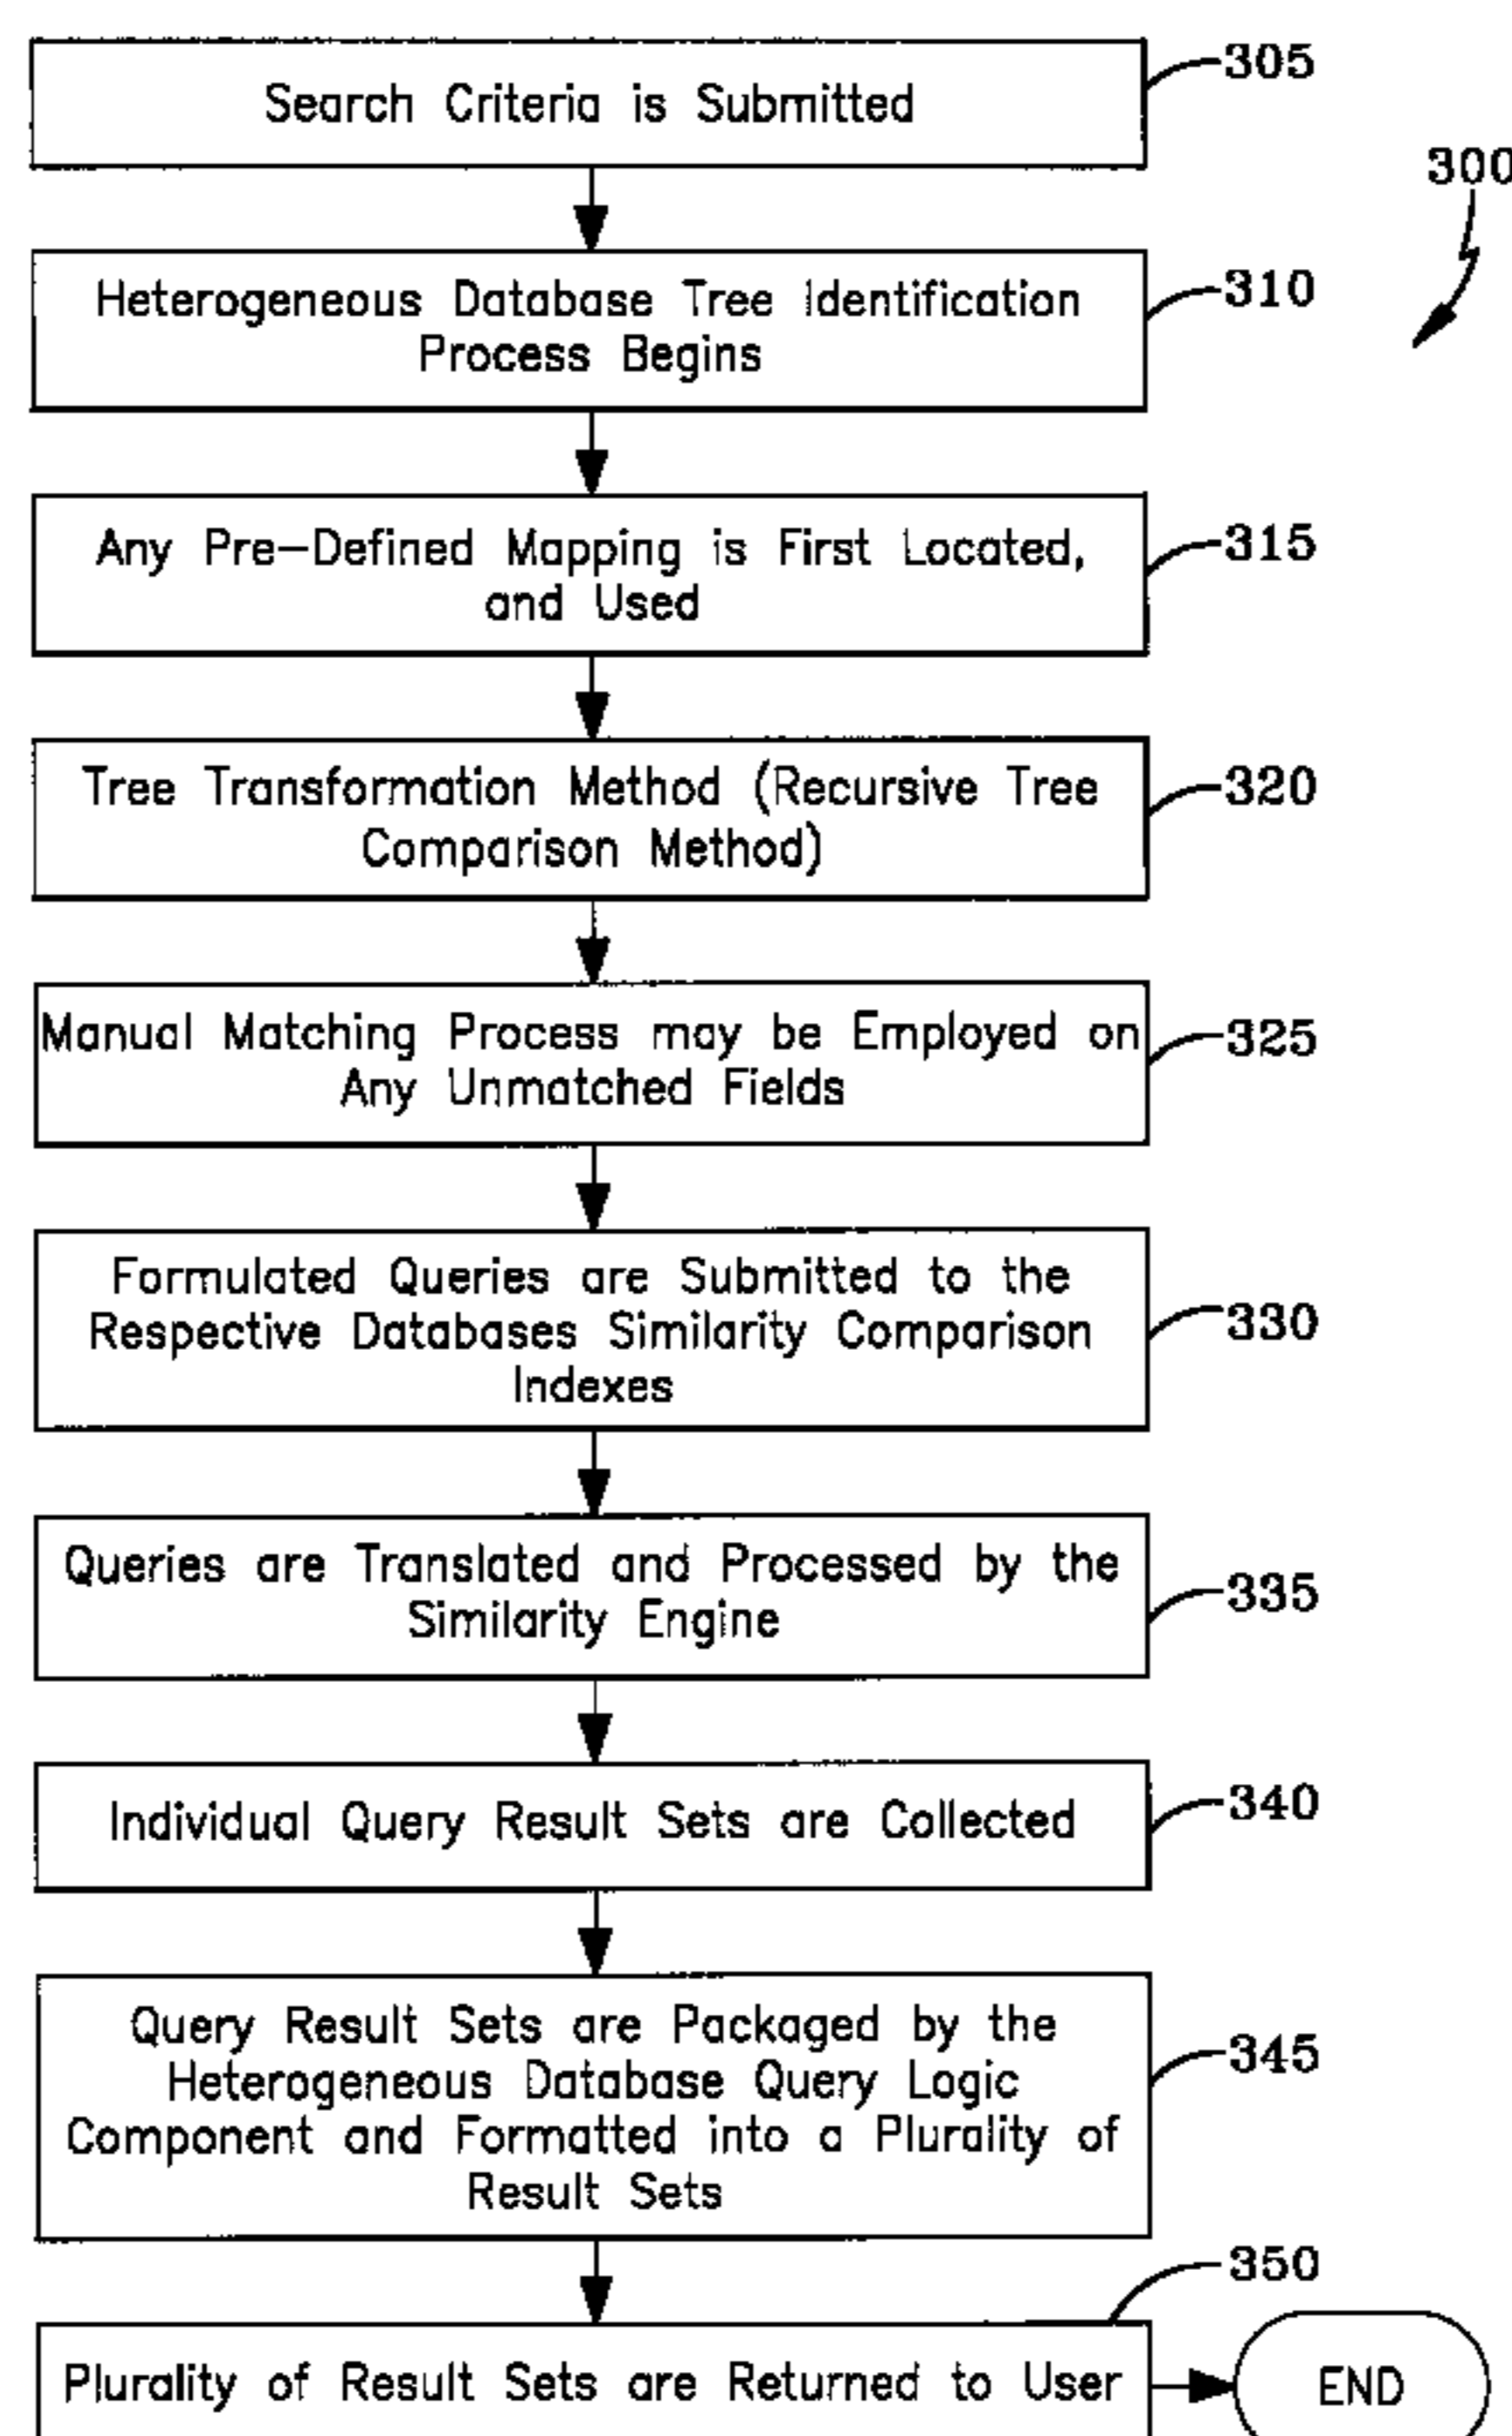 Search Criteria is Submitted
305
300
Heterogeneous Database Tree Identification
Process Begins
310
Any Pre-Defined Mapping is First Located,
and Used
315
Tree Transformation Method (Recursive Tree
Comparison Method)
320
Manual Matching Process may be Employed on
Any Unmatched Fields
325
Formulated Queries are Submitted to the
Respective Databases Similarity Comparison
Indexes
330
Queries are Translated and Processed by the
Similarity Engine
335
Individual Query Result Sets are Collected
340
Query Result Sets are Packaged by the
Heterogeneous Database Query Logic
Component and Formatted into a Plurality of
Result Sets
345
350
Plurality of Result Sets are Returned to User
END